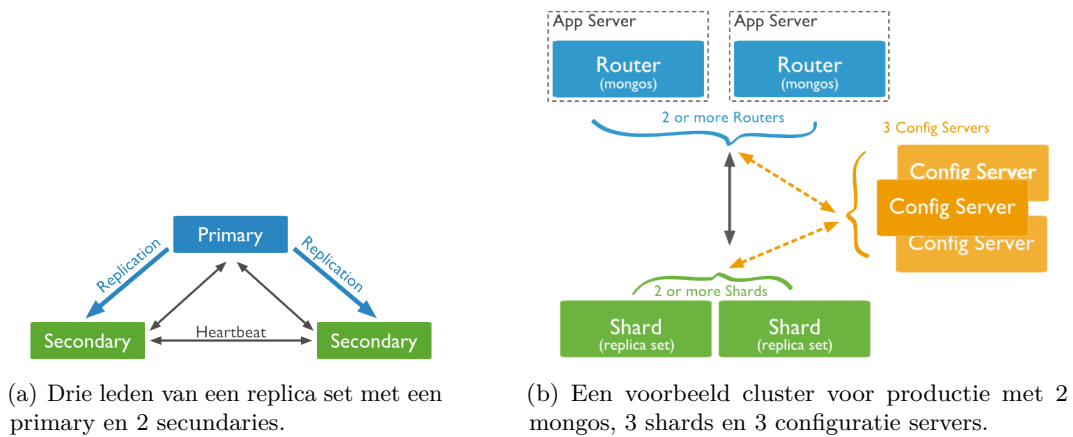 Primary
Replication
Replication
Heartbeat
Secondary
Secondary
(a) Drie leden van een replica set met een
primary en 2 secundaries.
App Server
App Server
Router
(mongos)
Router
(mongos)
2 or more Routers
3 Config Servers
Config Server
Config Server
Config Server
2 or more Shards
Shard
(replica set)
Shard
(replica set)
(b) Een voorbeeld cluster voor productie met 2
mongos, 3 shards en 3 configuratie servers.